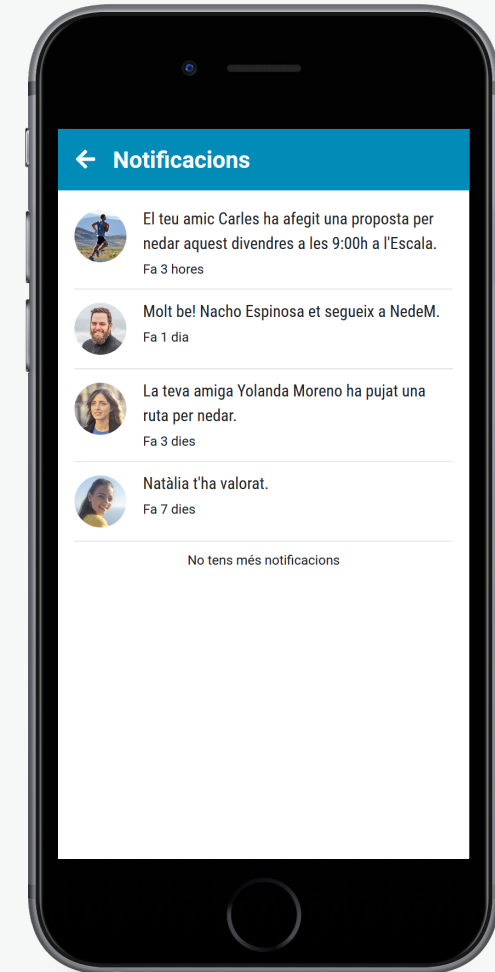 Notificacions
El teu amic Carles ha afegit una proposta per
nedar aquest divendres a les 9:00h a l'Escala.
Fa 3 hores
Molt be! Nacho Espinosa et segueix a NedeM.
Fa 1 dia
La teva amiga Yolanda Moreno ha pujat una
ruta per nedar.
Fa 3 dies
Natàlia t'ha valorat.
Fa 7 dies
No tens més notificacions